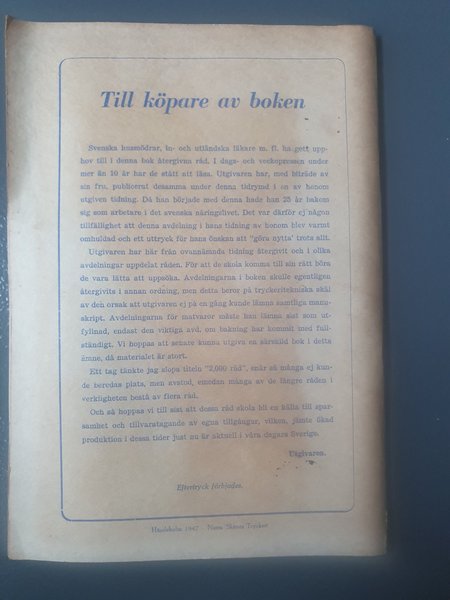 Till köpare av boken
Svenska husmödrar, in- och utländska läkare m. fl. ha gett upp-
hov till i denna bok återgivna råd. I dags- och veckopressen under
mer än 10 år har de stått att läsa. Utgivaren har, med biträde av
sin fru, publicerat desamma under denna tidrymd i en av honom
utgiven tidning. Då han började med denna hade han 25 år bakom
sig som arbetare i det svenska näringslivet. Det var därför ej någon
tillfällighet att denna avdelning i hans tidning av honom blev varmt
omhuldad och ett uttryck för hans önskan att "göra nytta" trots allt.
Utgivaren har här från ovannämnda tidning återgivit och i olika
avdelningar uppdelat råden. För att de skola komma till sin rätt böra
de vara lätta att uppsöka. Avdelningarna i boken skulle egentligen
återgivits i annan ordning, men detta beror på tryckeritekniska skäl
av den orsak att utgivaren ej på en gång kunde lämna samtliga manu-
skript. Avdelningarna för matvaror måste han lämna sist som ut-
fyllnad, endast den viktiga avd. om bakning har kommit med full-
ständigt. Vi hoppas att senare kunna utgiva en särskild bok i detta
ämne, då materialet är stort.
Ett tag tänkte jag slopa titeln "2,000 råd", enär så många ej kun-
de beredas plats, men avstod, emedan många av de längre råden i
verkligheten bestå av flera råd.
Och så hoppas vi till sist att dessa råd skola bli en källa till spar-
samhet och tillvaratagande av egna tillgångar, vilken, jämte ökad
produktion i dessa tider just nu är aktuell i våra dagars Sverige.
Utgivaren.
Eftertryck förbjudes.
Hässleholm 1947 Norra Skånes Tryckeri